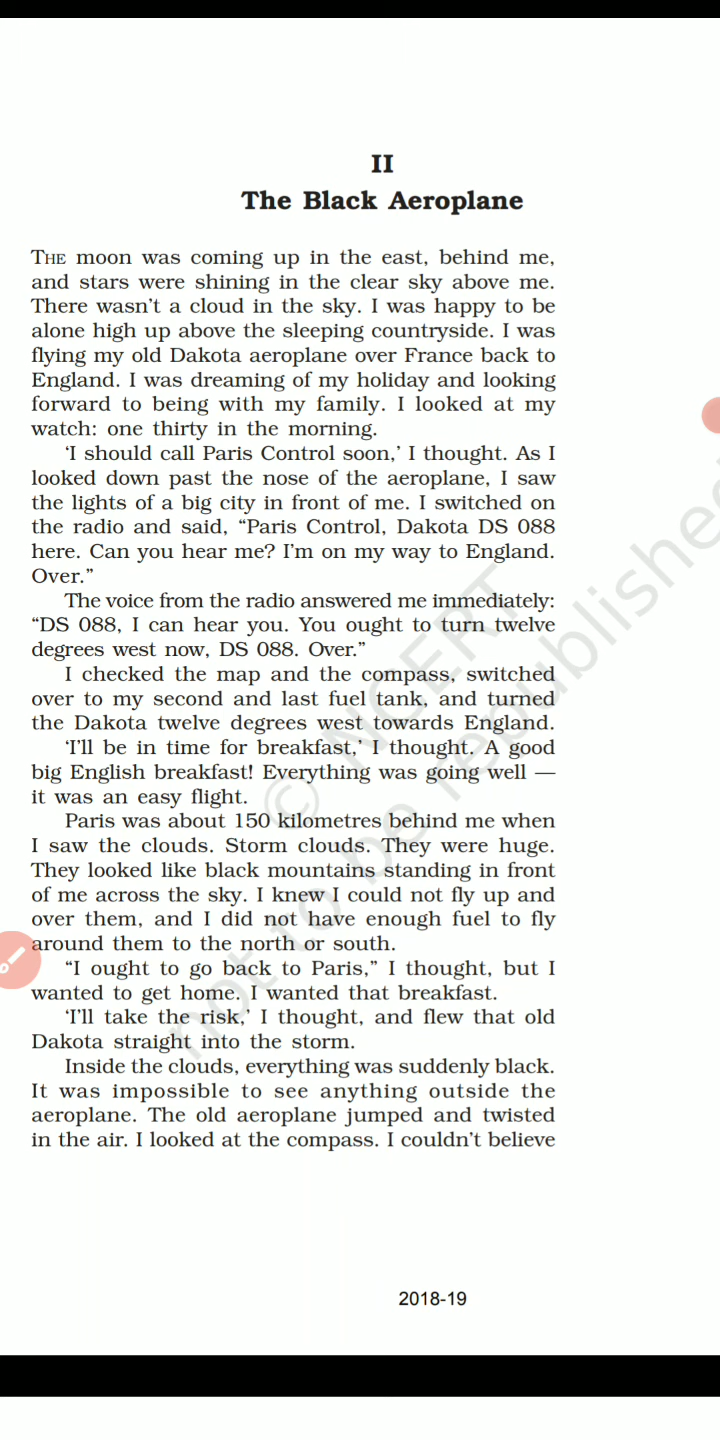 II
The Black Aeroplane
THE moon was coming up in the east, behind me,
and stars were shining in the clear sky above me.
There wasn't a cloud in the sky. I was happy to be
alone high up above the sleeping countryside. I was
flying my old Dakota aeroplane over France back to
England. I was dreaming of my holiday and looking
forward to being with my family. I looked at my
watch: one thirty in the morning.
‘I should call Paris Control soon,’ I thought. As I
looked down past the nose of the aeroplane, I saw
the lights of a big city in front of me. I switched on
the radio and said, “Paris Control, Dakota DS 088
here. Can you hear me? I’m on my way to England.
Over.”
The voice from the radio answered me immediately:
“DS 088, I can hear you. You ought to turn twelve
degrees west now, DS 088. Over.”
I checked the map and the compass, switched
over to my second and last fuel tank, and turned
the Dakota twelve degrees west towards England.
‘I’ll be in time for breakfast,’ I thought. A good
big English breakfast! Everything was going well —
it was an easy flight.
Paris was about 150 kilometres behind me when
I saw the clouds. Storm clouds. They were huge.
They looked like black mountains standing in front
of me across the sky. I knew I could not fly up and
over them, and I did not have enough fuel to fly
around them to the north or south.
“I ought to go back to Paris,” I thought, but I
wanted to get home. I wanted that breakfast.
‘I’ll take the risk,’ I thought, and flew that old
Dakota straight into the storm.
Inside the clouds, everything was suddenly black.
It was impossible to see anything outside the
aeroplane. The old aeroplane jumped and twisted
in the air. I looked at the compass. I couldn’t believe
© NCERT
not to be republished
2018-19